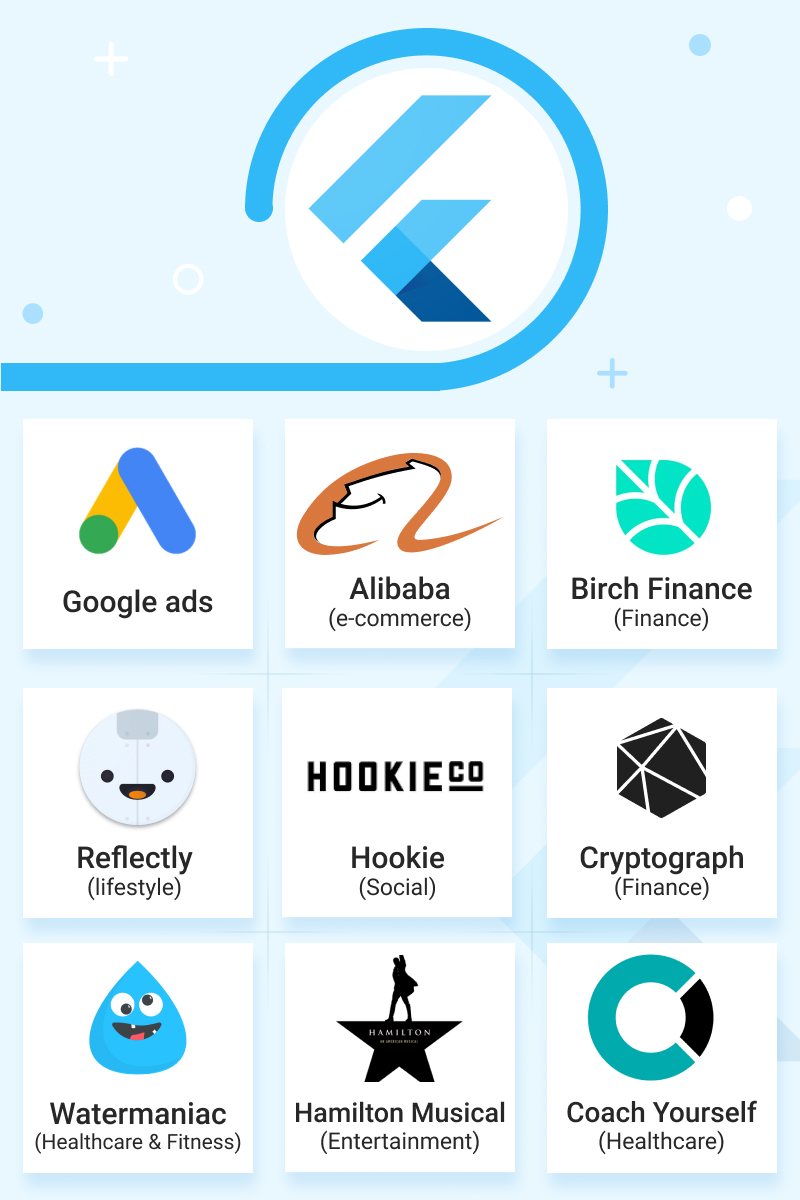 Google ads
Alibaba
(e-commerce)
Birch Finance
(Finance)
Reflectly
(lifestyle)
HOOKIE CO
Hookie
(Social)
Cryptograph
(Finance)
Watermaniac
(Healthcare & Fitness)
HAMILTON
AN AMERICAN MUSICAL
Hamilton Musical
(Entertainment)
Coach Yourself
(Healthcare)